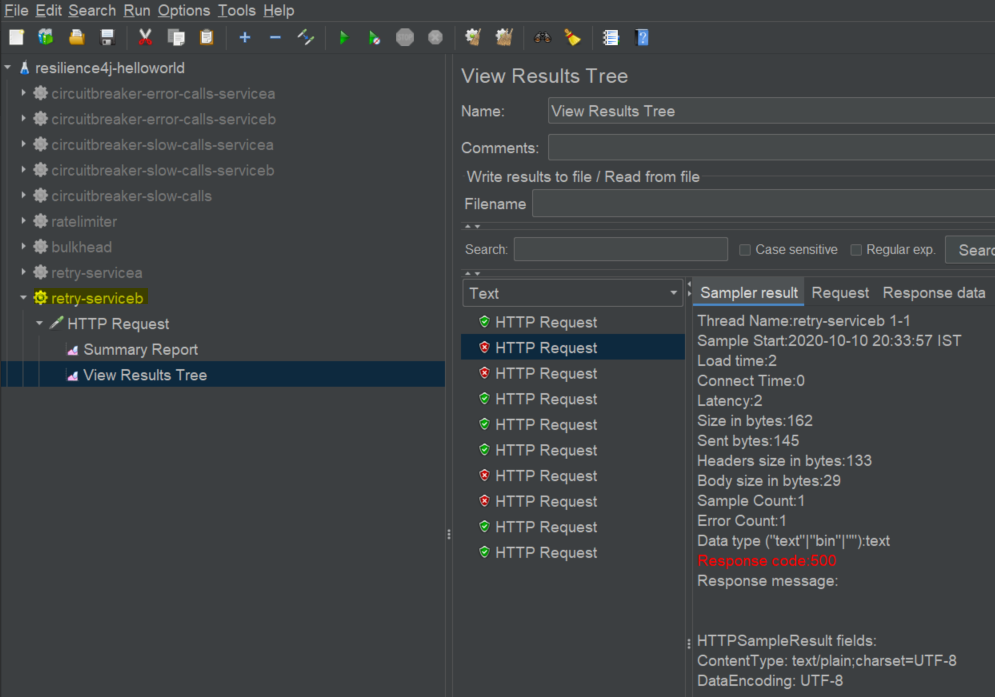 File Edit Search Run Options Tools Help
resilience4j-helloworld
circuitbreaker-error-calls-servicea
circuitbreaker-error-calls-serviceb
circuitbreaker-slow-calls-servicea
circuitbreaker-slow-calls-serviceb
circuitbreaker-slow-calls
ratelimiter
bulkhead
retry-servicea
retry-serviceb
HTTP Request
Summary Report
View Results Tree
View Results Tree
Name: View Results Tree
Comments:
Write results to file / Read from file
Filename
Search: Case sensitive Regular exp. Searc
Text
HTTP Request
HTTP Request
HTTP Request
HTTP Request
HTTP Request
HTTP Request
HTTP Request
HTTP Request
HTTP Request
HTTP Request
Sampler result Request Response data
Thread Name:retry-serviceb 1-1
Sample Start:2020-10-10 20:33:57 IST
Load time:2
Connect Time:0
Latency:2
Size in bytes:162
Sent bytes:145
Headers size in bytes:133
Body size in bytes:29
Sample Count:1
Error Count:1
Data type ("text"|"bin"|""):text
Response code:500
Response message:
HTTPSampleResult fields:
ContentType: text/plain;charset=UTF-8
DataEncoding: UTF-8